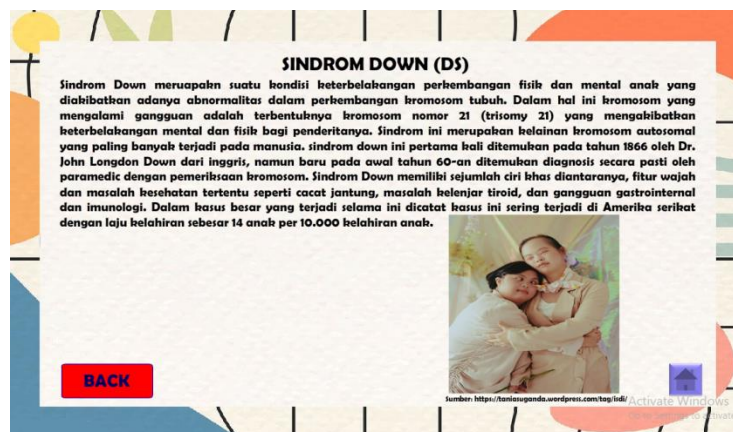 SINDROM DOWN (DS)
Sindrom Down meruapakn suatu kondisi keterbelakangan perkembangan fisik dan mental anak yang
diakibatkan adanya abnormalitas dalam perkembangan kromosom tubuh. Dalam hal ini kromosom yang
mengalami gangguan adalah terbentuknya kromosom nomor 21 (trisomy 21) yang mengakibatkan
keterbelakangan mental dan fisik bagi penderitanya. Sindrom ini merupakan kelainan kromosom autosomal
yang paling banyak terjadi pada manusia. sindrom down ini pertama kali ditemukan pada tahun 1866 oleh Dr.
John Longdon Down dari inggris, namun baru pada awal tahun 60-an ditemukan diagnosis secara pasti oleh
paramedic dengan pemeriksaan kromosom. Sindrom Down memiliki sejumlah ciri khas diantaranya, fitur wajah
dan masalah kesehatan tertentu seperti cacat jantung, masalah kelenjar tiroid, dan gangguan gastrointernal
dan imunologi. Dalam kasus besar yang terjadi selama ini dicatat kasus ini sering terjadi di Amerika serikat
dengan laju kelahiran sebesar 14 anak per 10.000 kelahiran anak.
BACK
Sumber: https://taniasuganda.wordpress.com/tag/isdi/
Activate Windows